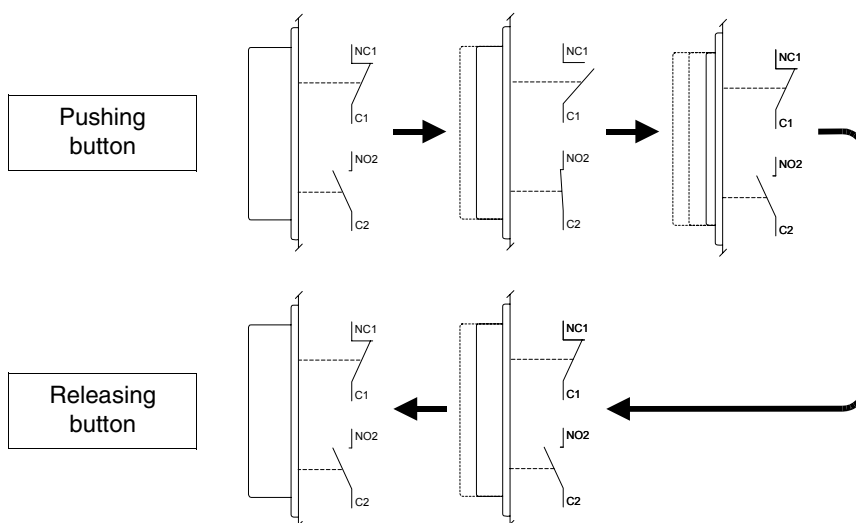 Pushing
button
NC1
C1
NO2
C2
NC1
C1
NO2
C2
NC1
C1
NO2
C2
Releasing
button
NC1
C1
NO2
C2
NC1
C1
NO2
C2